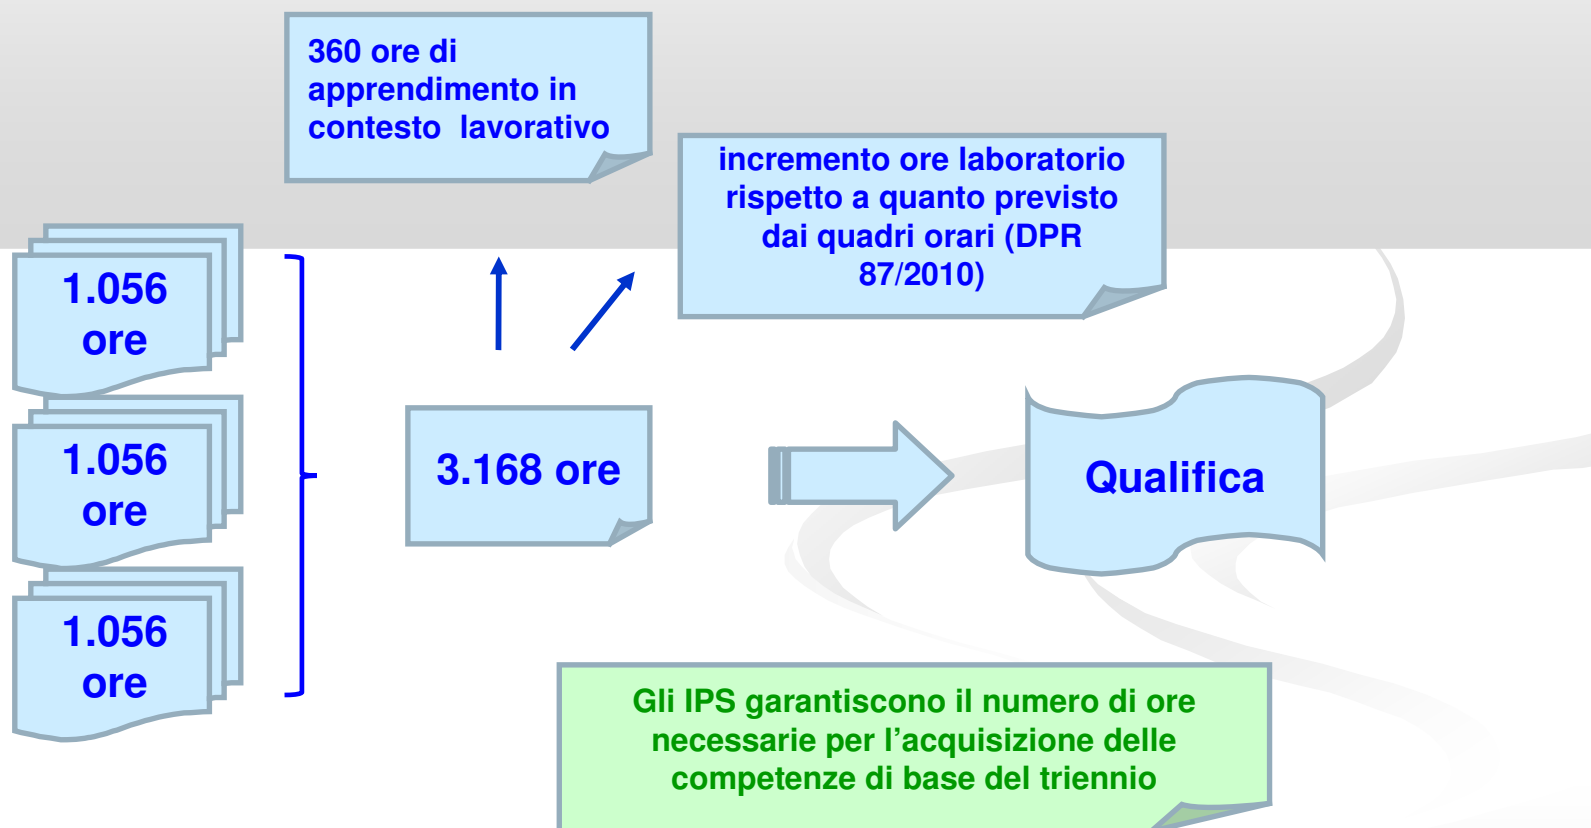 360 ore di
apprendimento in
contesto lavorativo
incremento ore laboratorio
rispetto a quanto previsto
dai quadri orari (DPR
87/2010)
1.056
ore
1.056
ore
1.056
ore
3.168 ore
Qualifica
Gli IPS garantiscono il numero di ore
necessarie per l’acquisizione delle
competenze di base del triennio